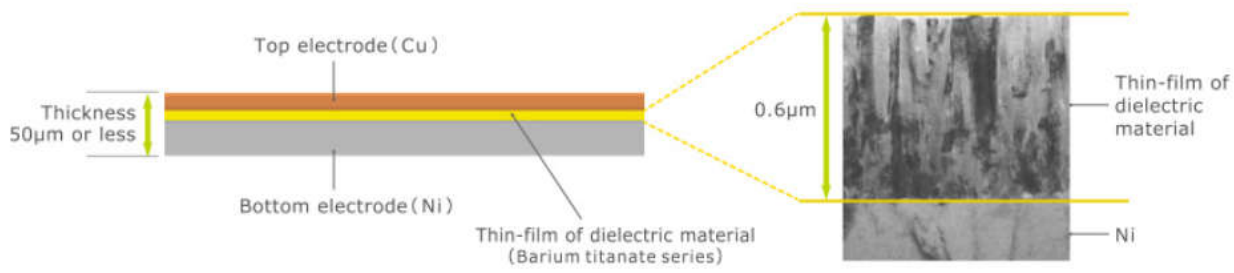 Top electrode(Cu)
Thickness
50μm or less
Bottom electrode(Ni)
Thin-film of dielectric material
(Barium titanate series)
0.6μm
Thin-film of
dielectric
material
Ni